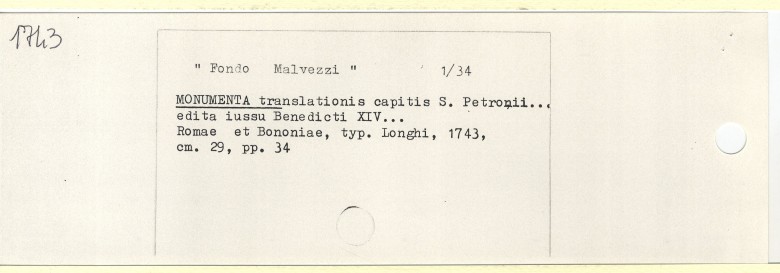 1743
" Fondo Malvezzi " 1/34
MONUMENTA translationis capitis S. Petronii...
edita iussu Benedicti XIV...
Romae et Bononiae, typ. Longhi, 1743,
cm. 29, pp. 34